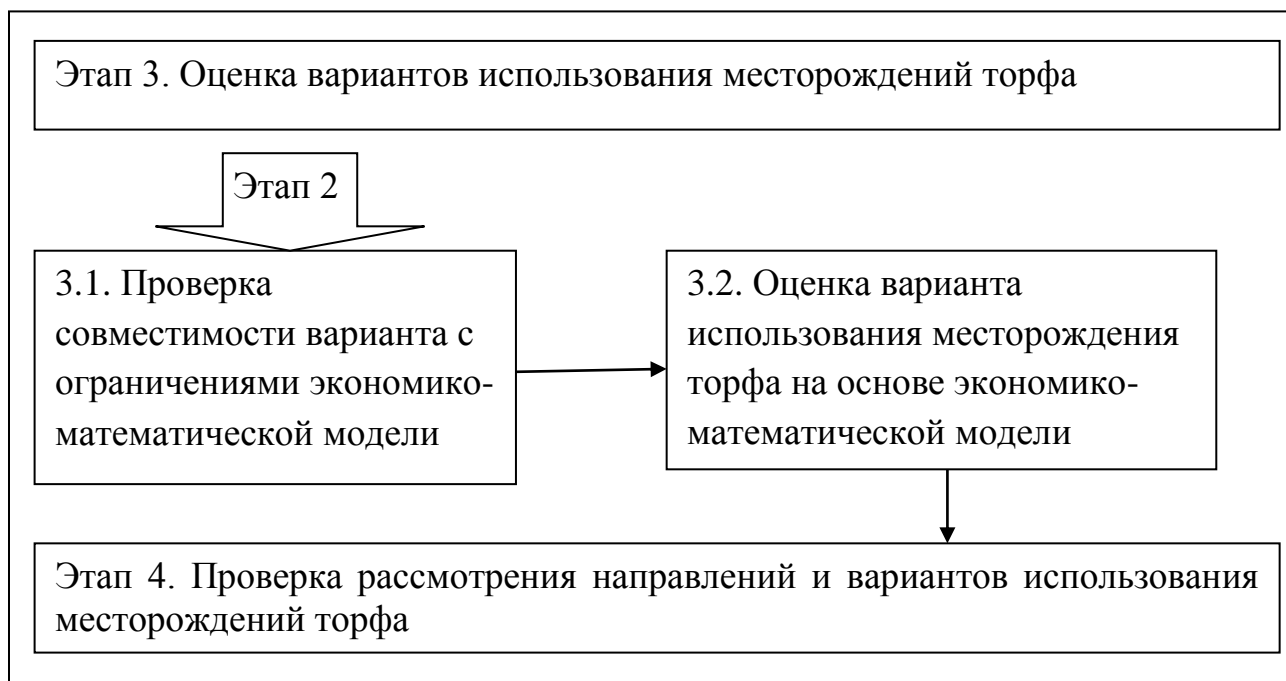 Этап 3. Оценка вариантов использования месторождений торфа
Этап 2
3.1. Проверка
совместимости варианта с
ограничениями экономико-
математической модели
3.2. Оценка варианта
использования месторождения
торфа на основе экономико-
математической модели
Этап 4. Проверка рассмотрения направлений и вариантов использования
месторождений торфа